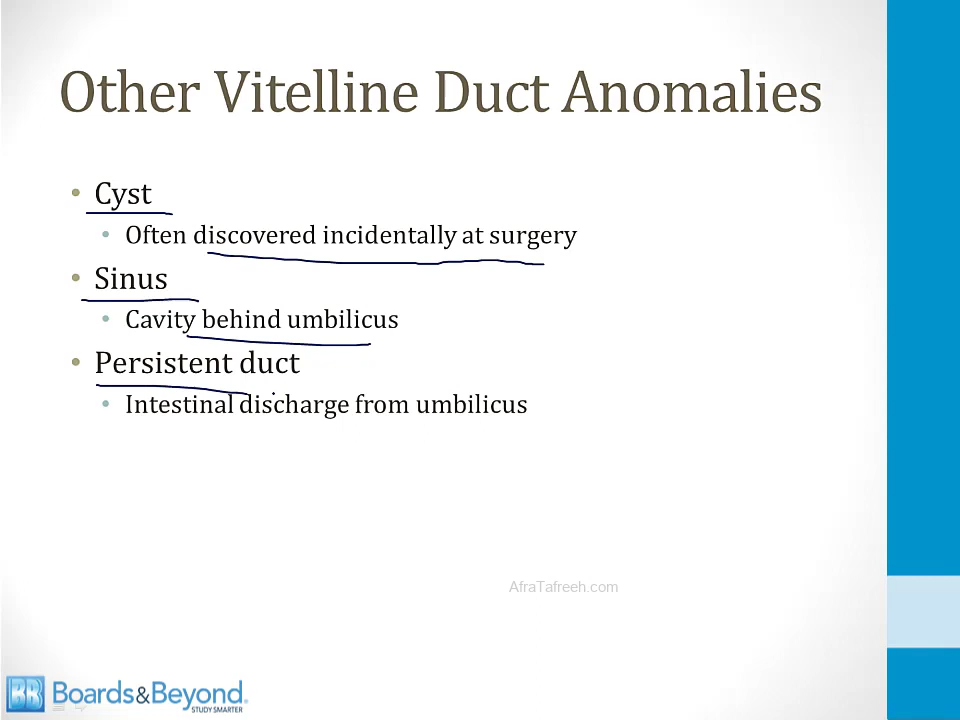 Other Vitelline Duct Anomalies
• Cyst
• Often discovered incidentally at surgery
• Sinus
• Cavity behind umbilicus
• Persistent duct
• Intestinal discharge from umbilicus
AfraTafreeh.com
BB Boards&Beyond.
STUDY SMARTER